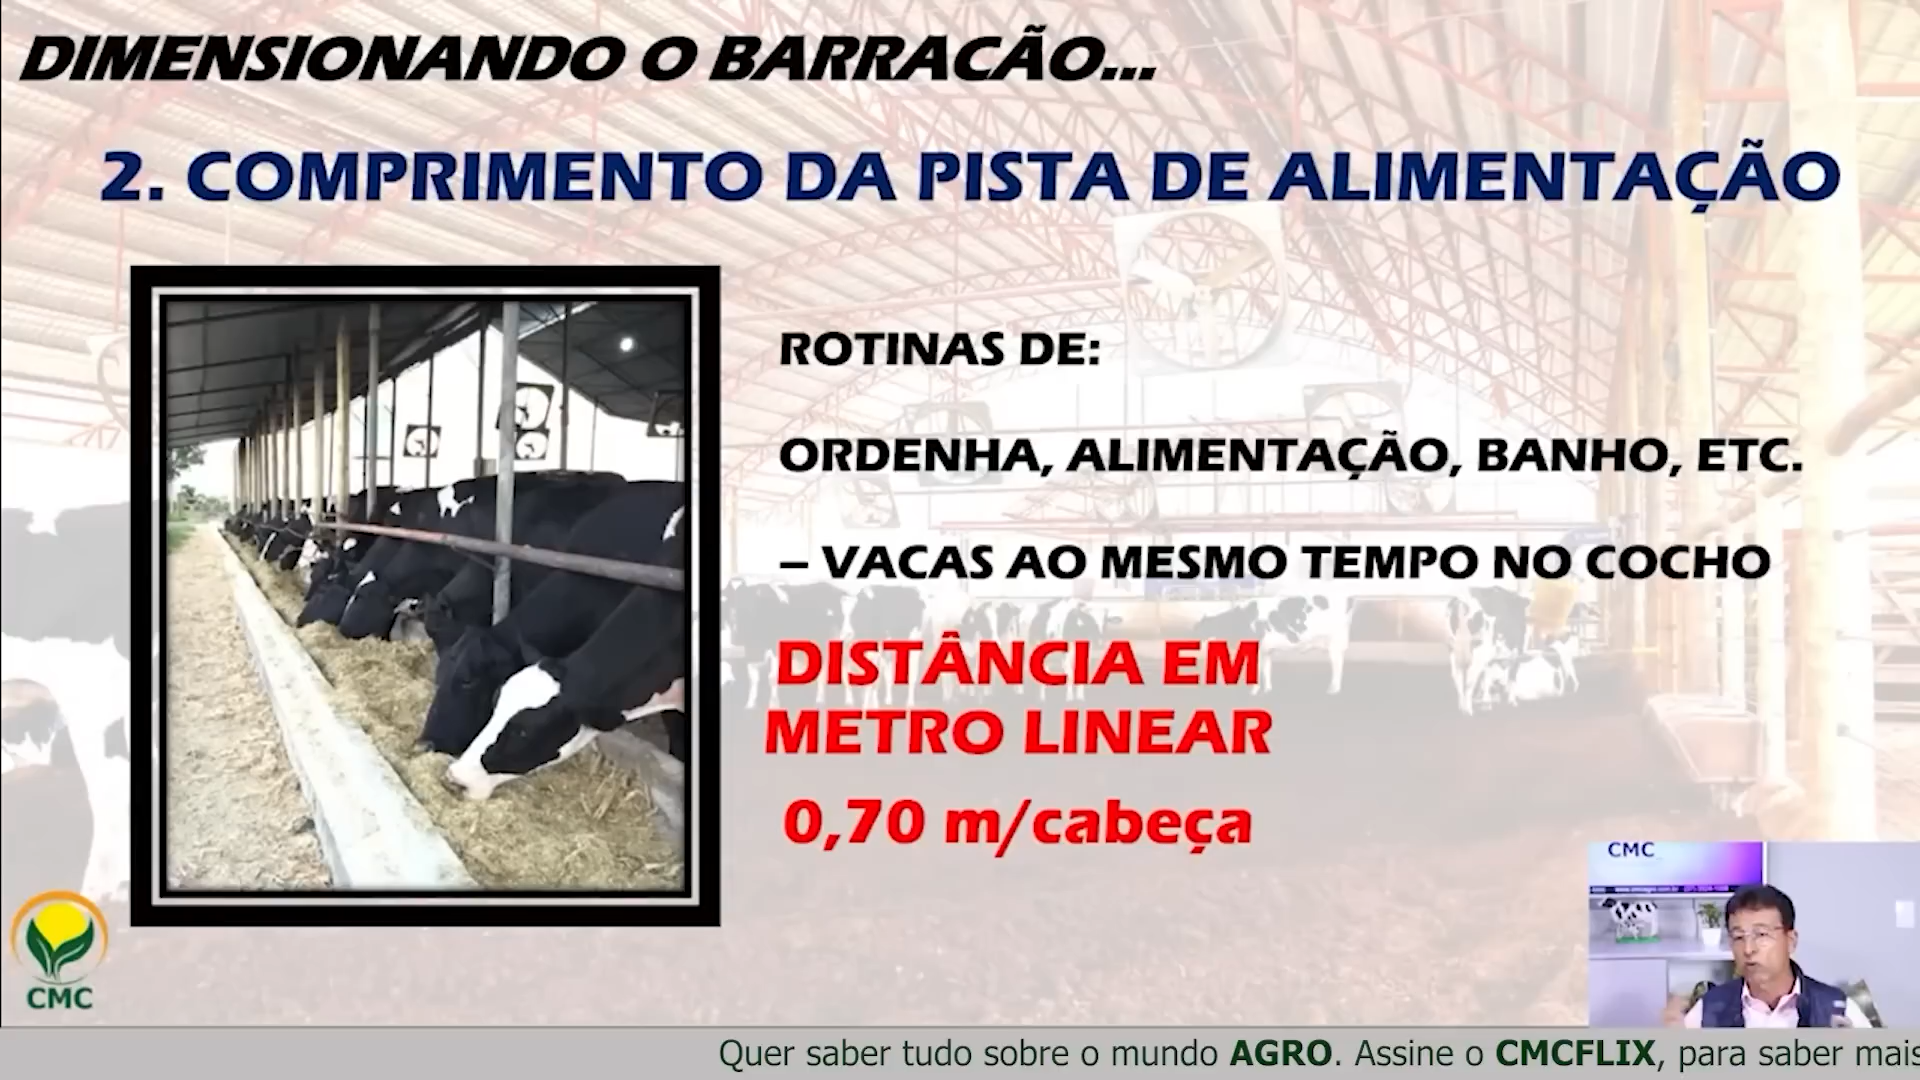 DIMENSIONANDO O BARRACÃO...
2. COMPRIMENTO DA PISTA DE ALIMENTAÇÃO
ROTINAS DE:
ORDENHA, ALIMENTAÇÃO, BANHO, ETC.
– VACAS AO MESMO TEMPO NO COCHO
DISTÂNCIA EM
METRO LINEAR
0,70 m/cabeça
CMC
CMC
Quer saber tudo sobre o mundo AGRO. Assine o CMCFLIX, para saber mais